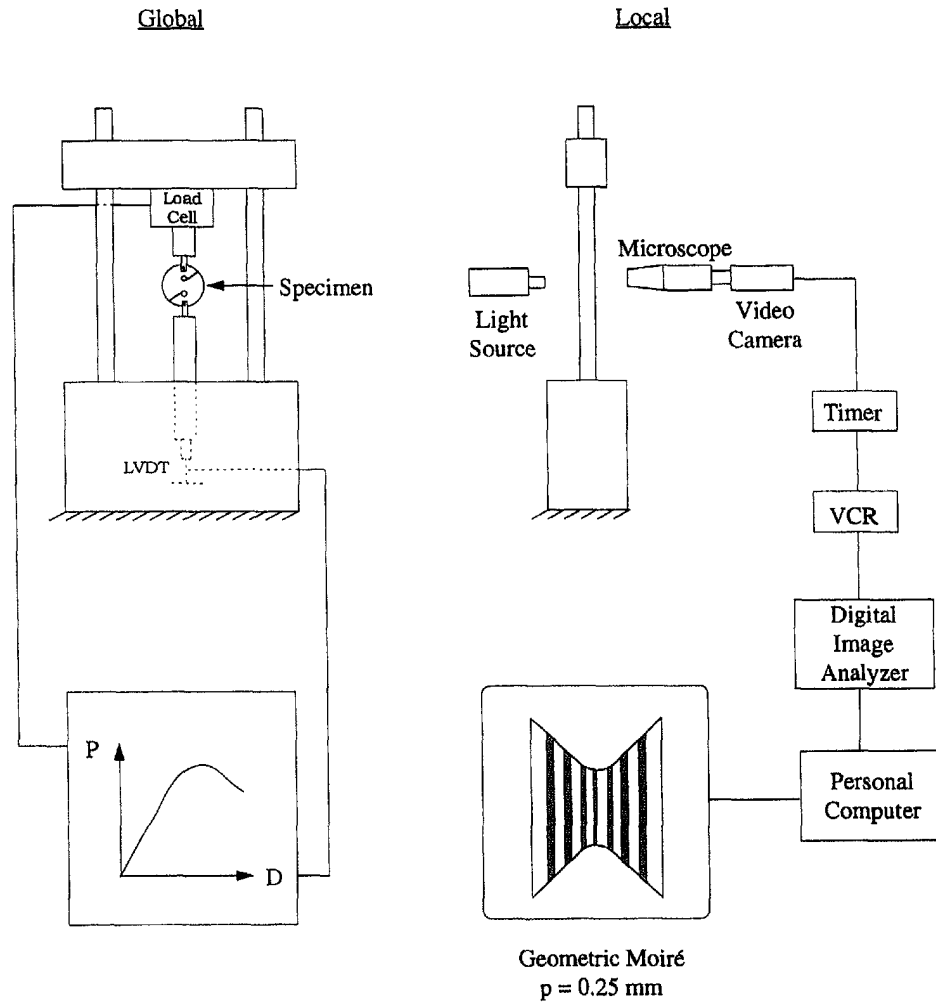 Global
Local
Load
Cell
Specimen
LVDT
P
D
Light
Source
Microscope
Video
Camera
Timer
VCR
Digital
Image
Analyzer
Personal
Computer
Geometric Moiré
p = 0.25 mm